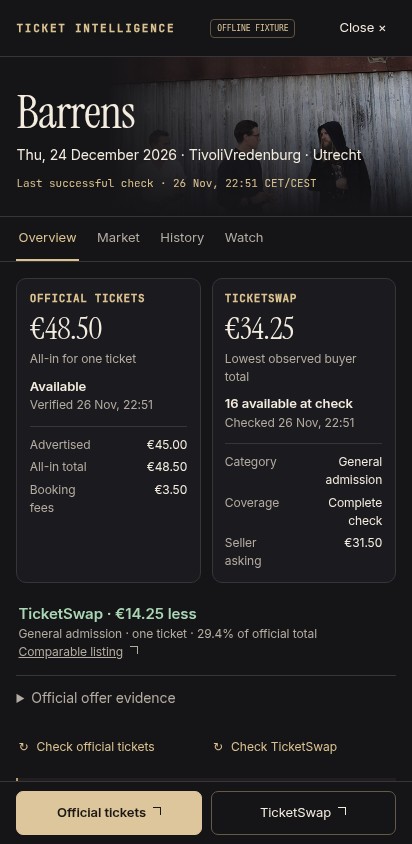 TICKET INTELLIGENCE
OFFLINE FIXTURE
Close ×
Barrens
Thu, 24 December 2026 · TivoliVredenburg · Utrecht
Last successful check · 26 Nov, 22:51 CET/CEST
Overview
Market
History
Watch
OFFICIAL TICKETS
€48.50
All-in for one ticket
Available
Verified 26 Nov, 22:51
Advertised €45.00
All-in total €48.50
Booking €3.50
fees
TICKETSWAP
€34.25
Lowest observed buyer
total
16 available at check
Checked 26 Nov, 22:51
Category General
admission
Coverage Complete
check
Seller €31.50
asking
TicketSwap · €14.25 less
General admission · one ticket · 29.4% of official total
Comparable listing
▶ Official offer evidence
↻ Check official tickets
↻ Check TicketSwap
Official tickets
TicketSwap